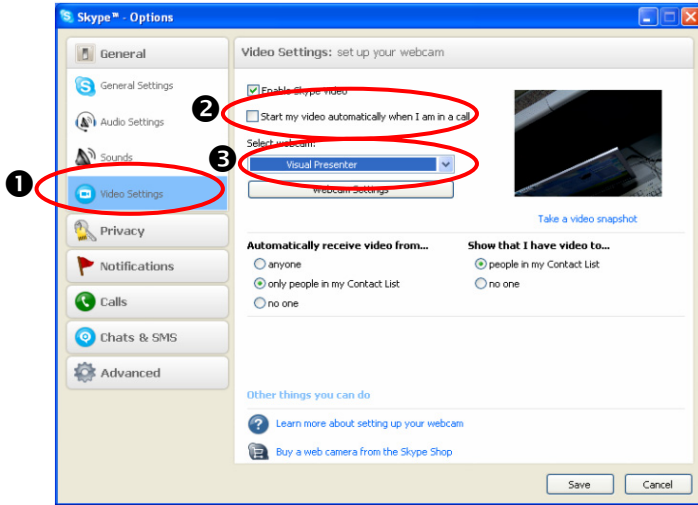 Skype™ - Options
General
General Settings
Audio Settings
Sounds
Video Settings
Privacy
Notifications
Calls
Chats & SMS
Advanced
Video Settings: set up your webcam
Enable Skype video
2
Start my video automatically when I am in a call
Select webcam:
3
Visual Presenter
1
Webcam Settings
Take a video snapshot
Automatically receive video from...
anyone
only people in my Contact List
no one
Show that I have video to...
people in my Contact List
no one
Other things you can do
Learn more about setting up your webcam
Buy a web camera from the Skype Shop
Save
Cancel